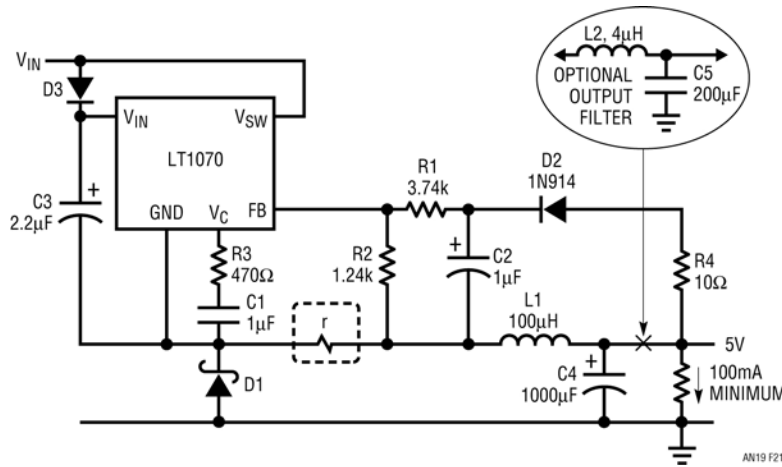 L2, 4µH
OPTIONAL
OUTPUT
FILTER
C5
200µF
VIN
D3
VIN
VSW
LT1070
GND
VC
FB
C3
2.2µF
+
R3
470Ω
C1
1µF
r
D1
R1
3.74k
R2
1.24k
+
C2
1µF
D2
1N914
R4
10Ω
L1
100µH
+
C4
1000µF
5V
100mA
MINIMUM
AN19 F21